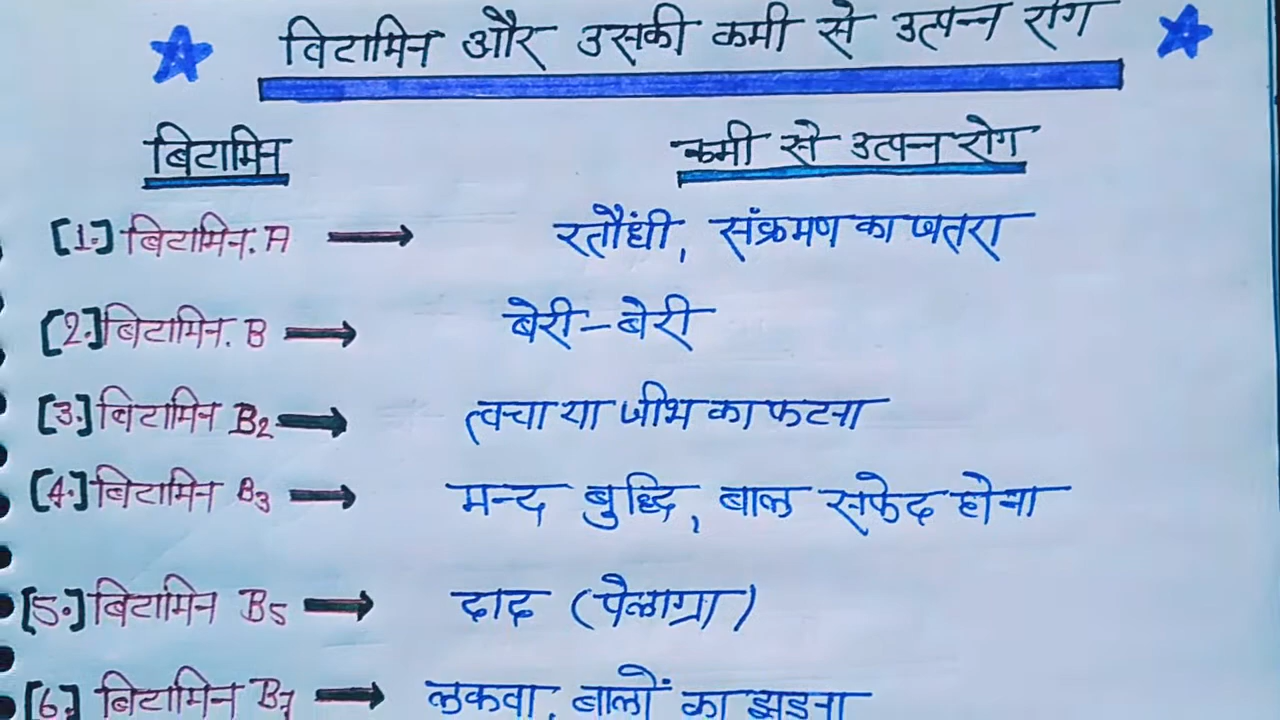 विटामिन और उसकी कमी से उत्पन्न रोग
बिटामिन कमी से उत्पन्न रोग
[1.] बिटामिन. A → रतौंधी, संक्रमण का खतरा
[2.] बिटामिन. B → बेरी-बेरी
[3.] बिटामिन B₂ → त्वचा या जीभ का फटना
[4.] बिटामिन B₃ → मन्द बुद्धि, बाल सफेद होना
[5.] बिटामिन B₅ → दाद (पेलाग्रा)
[6.] बिटामिन B₇ → लकवा, बालों का झड़ना